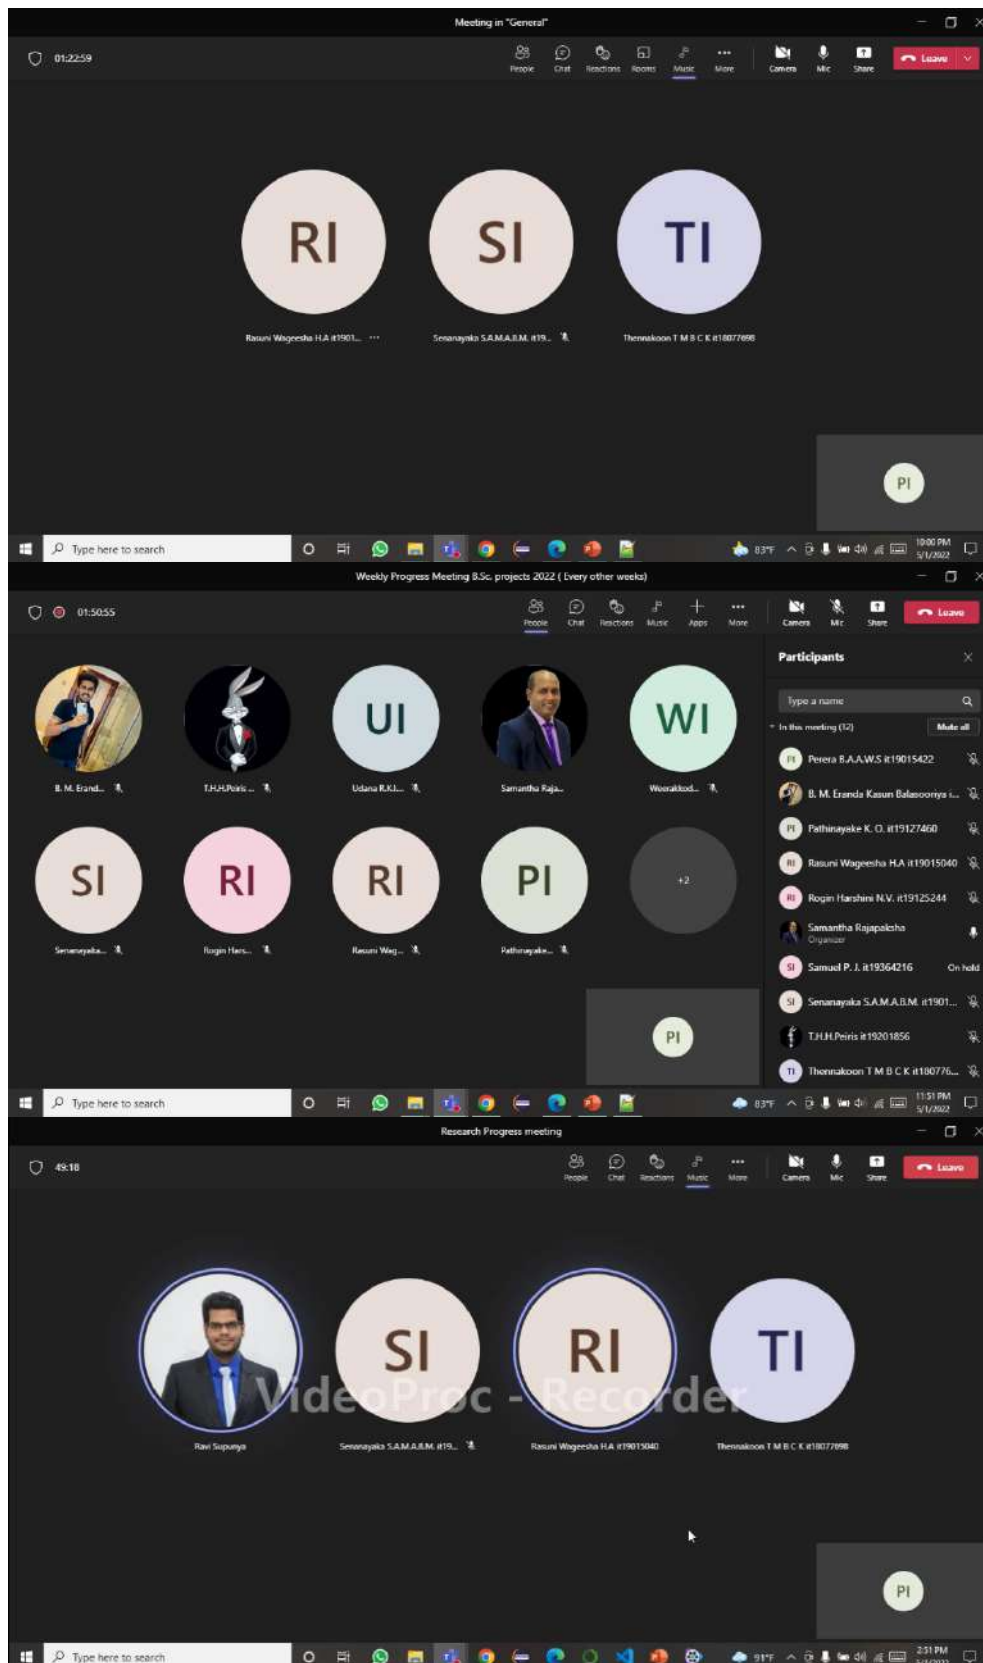 Meeting in "General"
01:22:59
People Chat Reactions Rooms Music More Camera Mic Share Leave
RI SI TI
Rasuni Wageesha H.A it1901... Senanayaka S.A.M.A.B.M. it19... Thennakoon T M B C K it18077698
PI
Type here to search
83°F
10:00 PM
5/1/2022
Weekly Progress Meeting B.Sc. projects 2022 ( Every other weeks)
01:50:55
People Chat Reactions Music Apps More Camera Mic Share Leave
Participants
Type a name
In this meeting (12) Mute all
UI WI
B. M. Erand... T.H.H.Peiris ... Udana R.K.I... Samantha Raja... Weerakkod...
SI RI RI PI +2
Senanayaka... Rogin Hars... Rasuni Wag... Pathinayake...
PI
PI Perera B.A.A.W.S it19015422
B. M. Eranda Kasun Balasooriya i...
PI Pathinayake K. O. it19127460
RI Rasuni Wageesha H.A it19015040
RI Rogin Harshini N.V. it19125244
Samantha Rajapaksha
Organizer
SI Samuel P. J. it19364216 On hold
SI Senanayaka S.A.M.A.B.M. it1901...
T.H.H.Peiris it19201856
TI Thennakoon T M B C K it180776...
Type here to search
83°F
11:51 PM
5/1/2022
Research Progress meeting
49:18
People Chat Reactions Music More Camera Mic Share Leave
SI RI TI
VideoProc - Recorder
Ravi Supunya Senanayaka S.A.M.A.B.M. it19... Rasuni Wageesha H.A it19015040 Thennakoon T M B C K it18077698
PI
Type here to search
91°F
2:51 PM